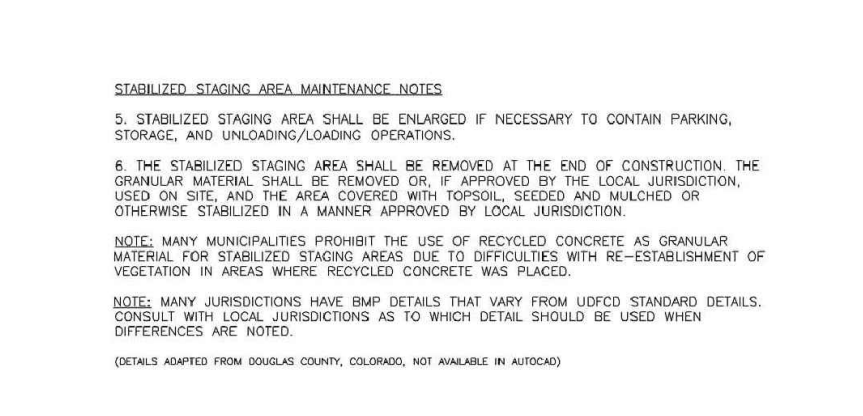 STABILIZED STAGING AREA MAINTENANCE NOTES
5. STABILIZED STAGING AREA SHALL BE ENLARGED IF NECESSARY TO CONTAIN PARKING,
STORAGE, AND UNLOADING/LOADING OPERATIONS.
6. THE STABILIZED STAGING AREA SHALL BE REMOVED AT THE END OF CONSTRUCTION. THE
GRANULAR MATERIAL SHALL BE REMOVED OR, IF APPROVED BY THE LOCAL JURISDICTION,
USED ON SITE, AND THE AREA COVERED WITH TOPSOIL, SEEDED AND MULCHED OR
OTHERWISE STABILIZED IN A MANNER APPROVED BY LOCAL JURISDICTION.
NOTE: MANY MUNICIPALITIES PROHIBIT THE USE OF RECYCLED CONCRETE AS GRANULAR
MATERIAL FOR STABILIZED STAGING AREAS DUE TO DIFFICULTIES WITH RE-ESTABLISHMENT OF
VEGETATION IN AREAS WHERE RECYCLED CONCRETE WAS PLACED.
NOTE: MANY JURISDICTIONS HAVE BMP DETAILS THAT VARY FROM UDFCD STANDARD DETAILS.
CONSULT WITH LOCAL JURISDICTIONS AS TO WHICH DETAIL SHOULD BE USED WHEN
DIFFERENCES ARE NOTED.
(DETAILS ADAPTED FROM DOUGLAS COUNTY, COLORADO, NOT AVAILABLE IN AUTOCAD)